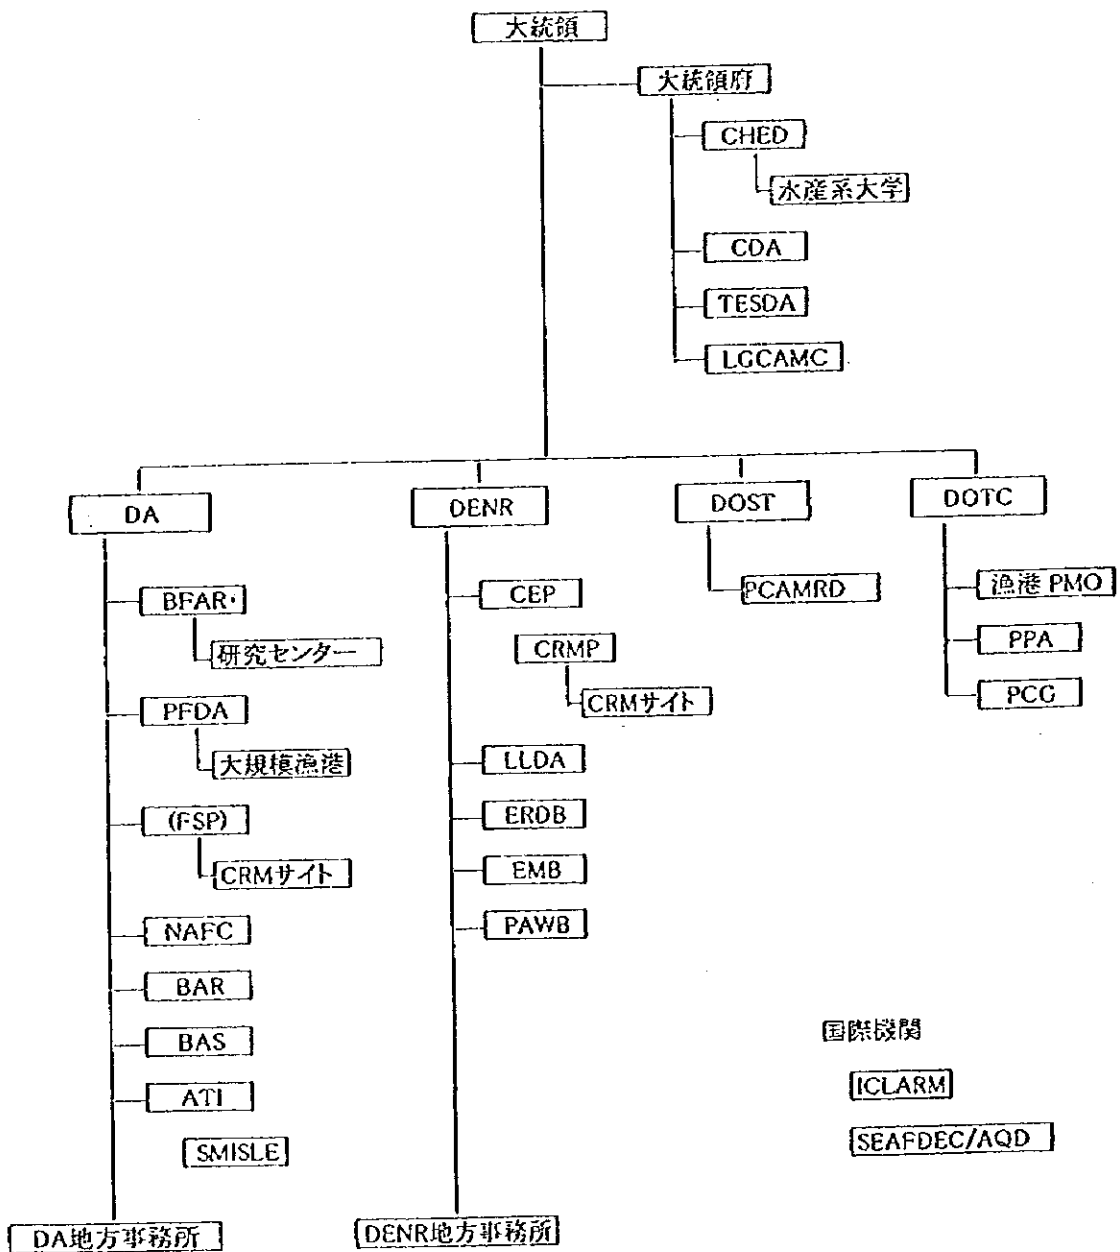 大統領
大統領府
CHED
水産系大学
CDA
TESDA
LGCAMC
DA
DENR
DOST
DOTC
BFAR
研究センター
PFDA
大規模漁港
(FSP)
CRMサイト
NAFC
BAR
BAS
ATI
SMISLE
DA地方事務所
CEP
CRMP
CRMサイト
LLDA
ERDB
EMB
PAWB
DENR地方事務所
PCAMRD
漁港 PMO
PPA
PCG
国際機関
ICLARM
SEAFDEC/AQD